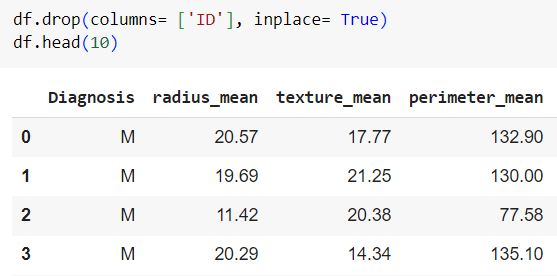 df.drop(columns= ['ID'], inplace= True)
df.head(10)
Diagnosis radius_mean texture_mean perimeter_mean
0 M 20.57 17.77 132.90
1 M 19.69 21.25 130.00
2 M 11.42 20.38 77.58
3 M 20.29 14.34 135.10